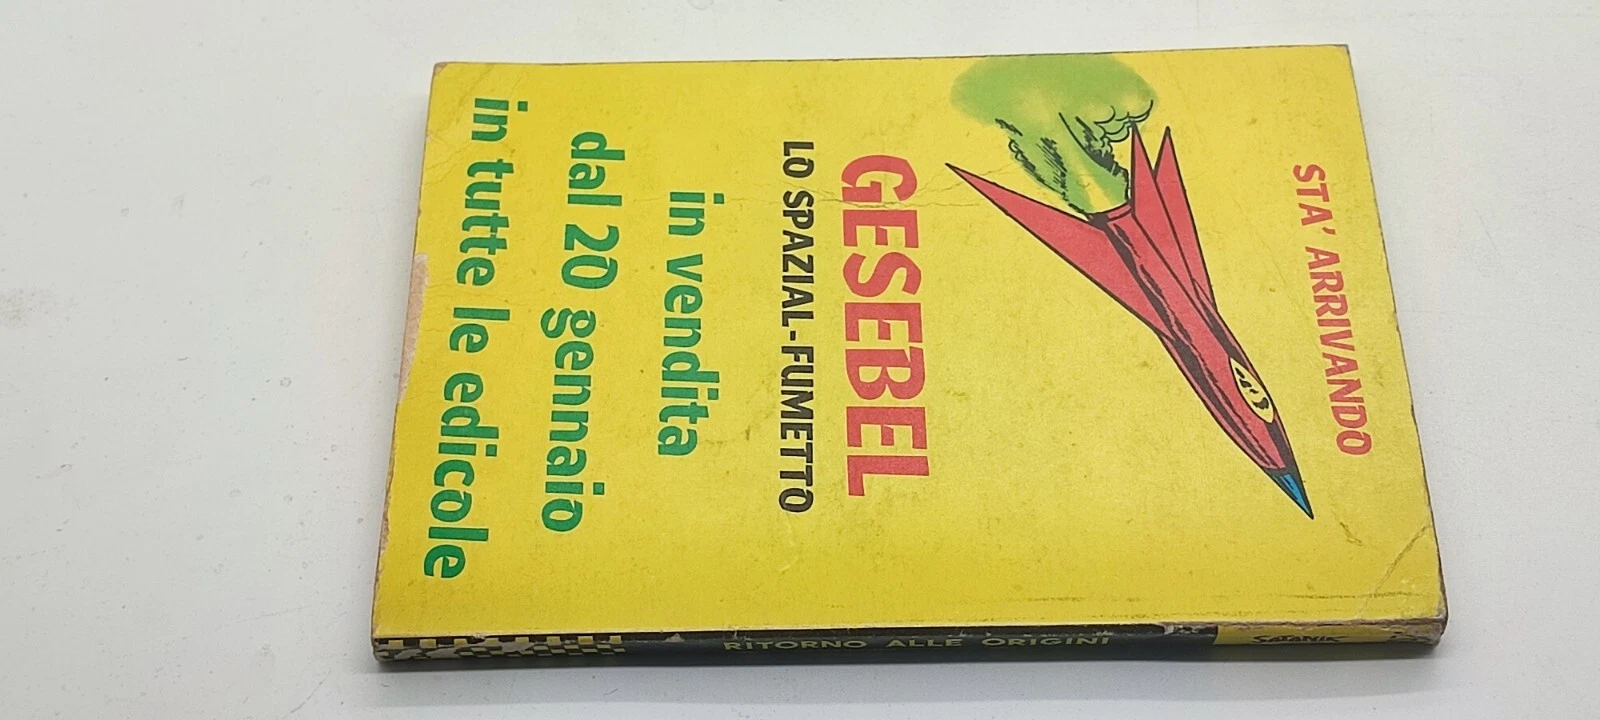 STA' ARRIVANDO
GESEBEL
LO SPAZIAL-FUMETTO
in vendita
dal 20 gennaio
in tutte le edicole
RITORNO ALLE ORIGINI
SATANIK